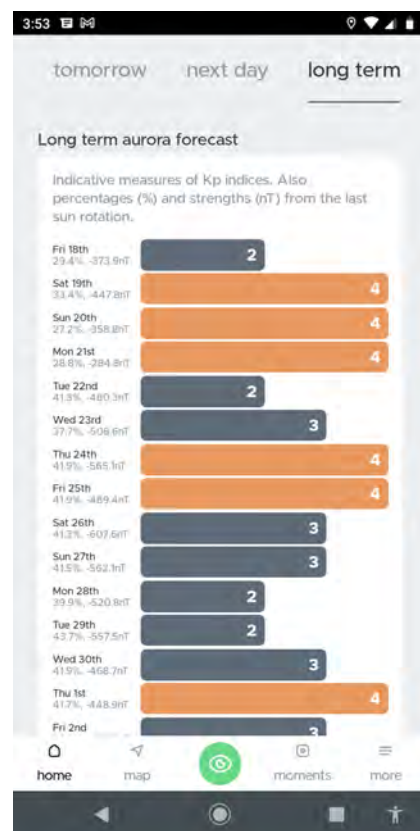 3:53
tomorrow next day long term
Long term aurora forecast
Indicative measures of Kp indices. Also
percentages (%) and strengths (nT) from the last
sun rotation.
Fri 18th
29.4%, -373.9nT
2
Sat 19th
33.4%, -447.8nT
4
Sun 20th
27.2%, -358.8nT
4
Mon 21st
28.8%, -284.8nT
4
Tue 22nd
41.3%, -480.3nT
2
Wed 23rd
37.7%, -506.6nT
3
Thu 24th
41.9%, -565.1nT
4
Fri 25th
41.9%, -489.4nT
4
Sat 26th
41.2%, -607.6nT
3
Sun 27th
41.5%, -562.1nT
3
Mon 28th
39.9%, -520.8nT
2
Tue 29th
43.7%, -557.5nT
2
Wed 30th
41.9%, -468.7nT
3
Thu 1st
41.7%, -448.9nT
4
Fri 2nd
3
home map moments more